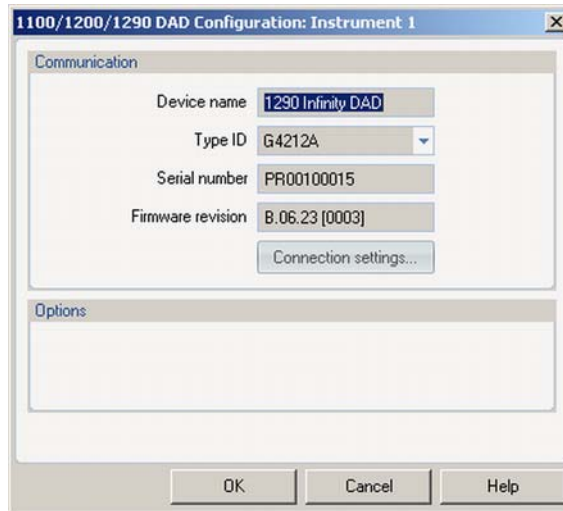 1100/1200/1290 DAD Configuration: Instrument 1
Communication
Device name 1290 Infinity DAD
Type ID G4212A
Serial number PR00100015
Firmware revision B.06.23 [0003]
Connection settings...
Options
OK Cancel Help